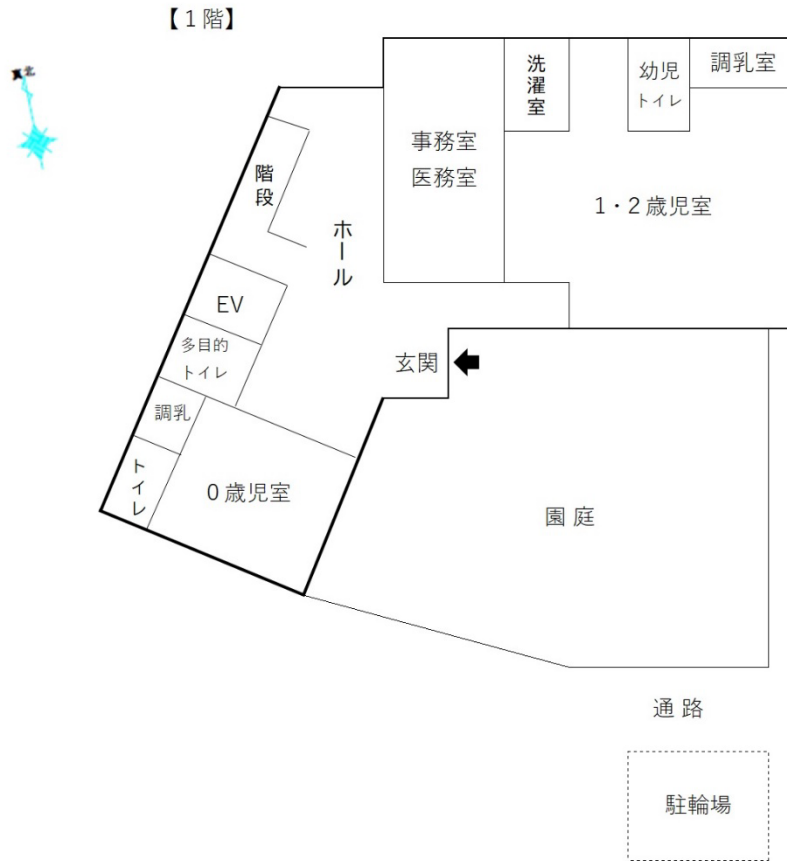 【１階】
北
洗濯室
幼児
トイレ
調乳室
事務室
医務室
階段
１・２歳児室
ホール
EV
多目的
トイレ
玄関
調乳
トイレ
０歳児室
園庭
通路
駐輪場